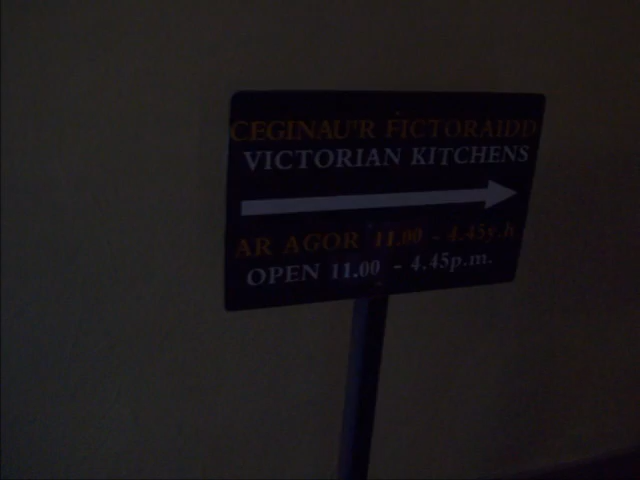 CEGINAU'R FICTORAIDD
VICTORIAN KITCHENS
AR AGOR 11.00 - 4.45y.h
OPEN 11.00 - 4.45p.m.